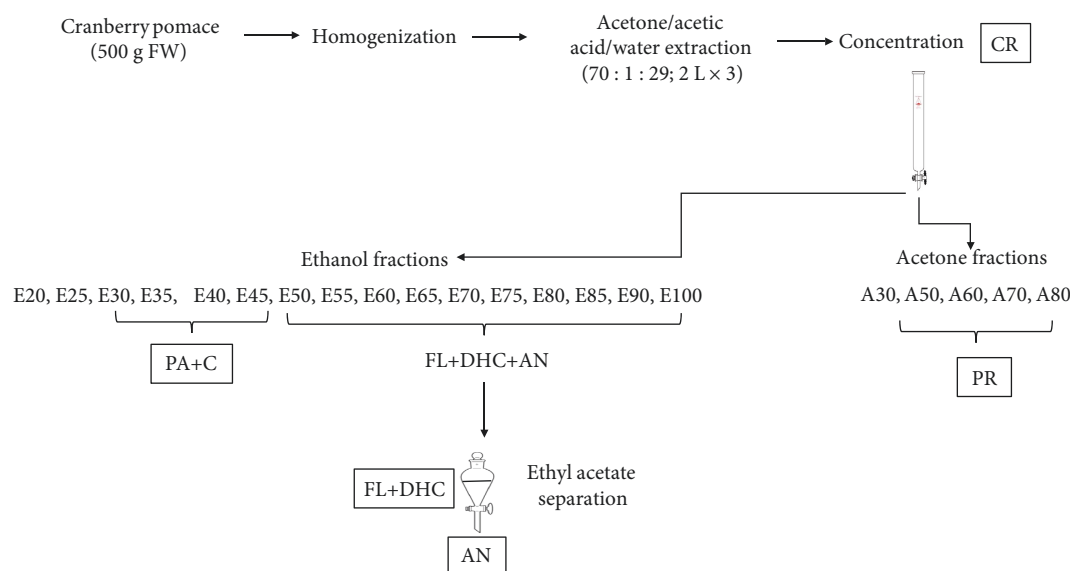 Cranberry pomace
(500 g FW)
Homogenization
Acetone/acetic
acid/water extraction
(70 : 1 : 29; 2 L × 3)
Concentration
CR
Ethanol fractions
Acetone fractions
E20, E25, E30, E35, E40, E45, E50, E55, E60, E65, E70, E75, E80, E85, E90, E100
A30, A50, A60, A70, A80
PA+C
FL+DHC+AN
PR
FL+DHC
Ethyl acetate
separation
AN